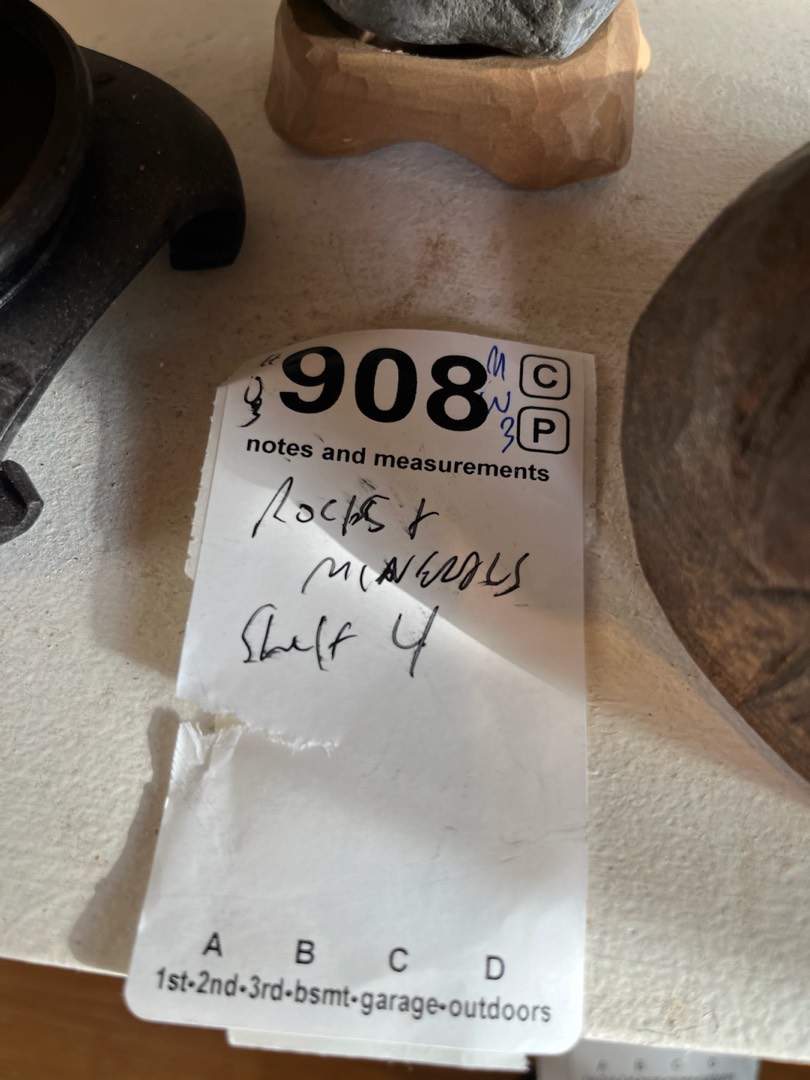 908
C
P
notes and measurements
Rocks +
MINERALS
Shelf 4
A B C D
1st•2nd•3rd•bsmt•garage•outdoors